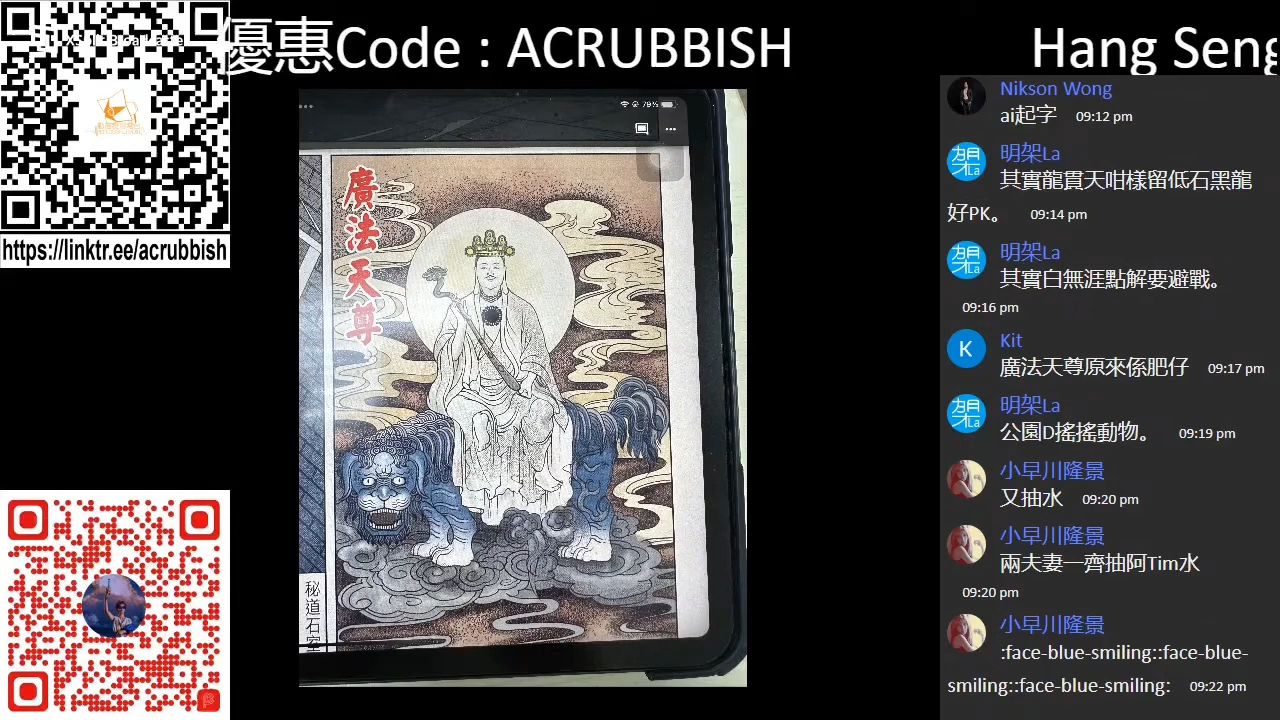 優惠Code : ACRUBBISH
Hang Seng
https://linktr.ee/acrubbish
79%
廣法天尊
秘道石室
Nikson Wong
ai起字 09:12 pm
明架La
其實龍貫天咁樣留低石黑龍
好PK。 09:14 pm
明架La
其實白無涯點解要避戰。
09:16 pm
K
Kit
廣法天尊原來係肥仔 09:17 pm
明架La
公園D搖搖動物。 09:19 pm
小早川隆景
又抽水 09:20 pm
小早川隆景
兩夫妻一齊抽阿Tim水
09:20 pm
小早川隆景
:face-blue-smiling::face-blue-
smiling::face-blue-smiling: 09:22 pm